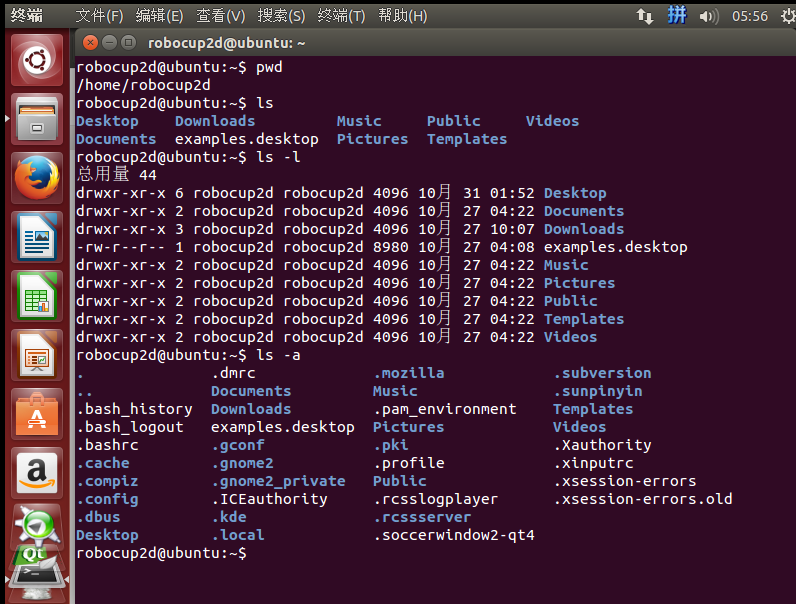 终端 文件(F) 编辑(E) 查看(V) 搜索(S) 终端(T) 帮助(H) 拼 05:56
robocup2d@ubuntu: ~
robocup2d@ubuntu:~$ pwd
/home/robocup2d
robocup2d@ubuntu:~$ ls
Desktop Downloads Music Public Videos
Documents examples.desktop Pictures Templates
robocup2d@ubuntu:~$ ls -l
总用量 44
drwxr-xr-x 6 robocup2d robocup2d 4096 10月 31 01:52 Desktop
drwxr-xr-x 2 robocup2d robocup2d 4096 10月 27 04:22 Documents
drwxr-xr-x 3 robocup2d robocup2d 4096 10月 27 10:07 Downloads
-rw-r--r-- 1 robocup2d robocup2d 8980 10月 27 04:08 examples.desktop
drwxr-xr-x 2 robocup2d robocup2d 4096 10月 27 04:22 Music
drwxr-xr-x 2 robocup2d robocup2d 4096 10月 27 04:22 Pictures
drwxr-xr-x 2 robocup2d robocup2d 4096 10月 27 04:22 Public
drwxr-xr-x 2 robocup2d robocup2d 4096 10月 27 04:22 Templates
drwxr-xr-x 2 robocup2d robocup2d 4096 10月 27 04:22 Videos
robocup2d@ubuntu:~$ ls -a
. .dmrc .mozilla .subversion
.. Documents Music .sunpinyin
.bash_history Downloads .pam_environment Templates
.bash_logout examples.desktop Pictures Videos
.bashrc .gconf .pki .Xauthority
.cache .gnome2 .profile .xinputrc
.compiz .gnome2_private Public .xsession-errors
.config .ICEauthority .rcsslogplayer .xsession-errors.old
.dbus .kde .rcssserver
Desktop .local .soccerwindow2-qt4
robocup2d@ubuntu:~$
a
Qt